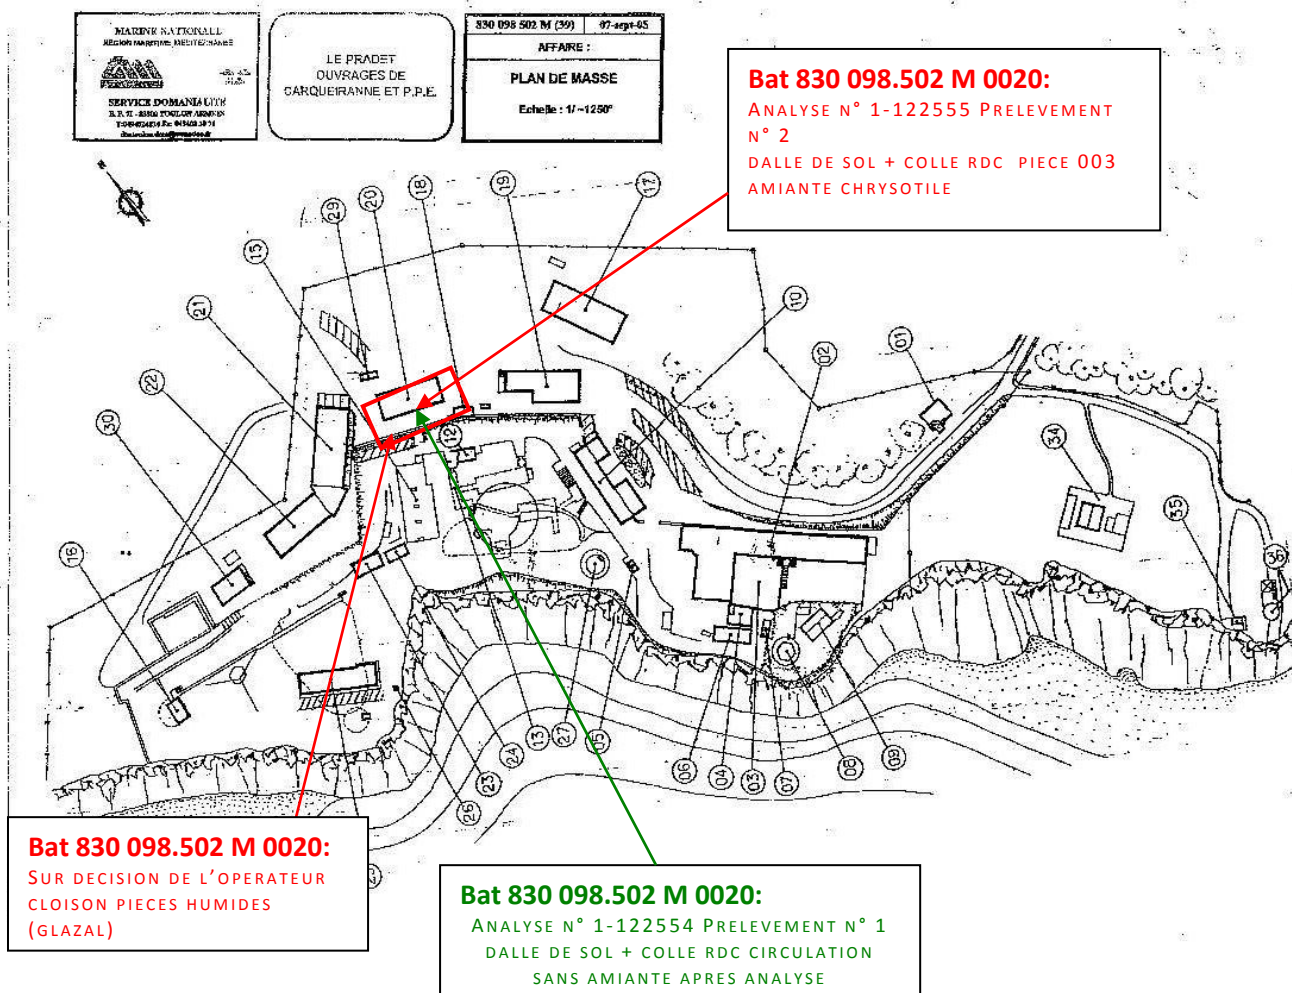 MARINE NATIONALE
REGION MARITIME MEDITERRANEE
SERVICE DOMANIALITE
LE PRADET
OUVRAGES DE
CARQUEIRANNE ET P.P.E.
830 098 502 M (39) 07-sept-05
AFFAIRE :
PLAN DE MASSE
Echelle : 1/~1250°
Bat 830 098.502 M 0020:
ANALYSE N° 1-122555 PRELEVEMENT
N° 2
DALLE DE SOL + COLLE RDC PIECE 003
AMIANTE CHRYSOTILE
N
29
20
18
19
17
15
21
10
22
02
01
30
12
34
35
16
36
13
27
05
24
23
26
06
04
03
07
08
09
Bat 830 098.502 M 0020:
SUR DECISION DE L'OPERATEUR
CLOISON PIECES HUMIDES
(GLAZAL)
Bat 830 098.502 M 0020:
ANALYSE N° 1-122554 PRELEVEMENT N° 1
DALLE DE SOL + COLLE RDC CIRCULATION
SANS AMIANTE APRES ANALYSE